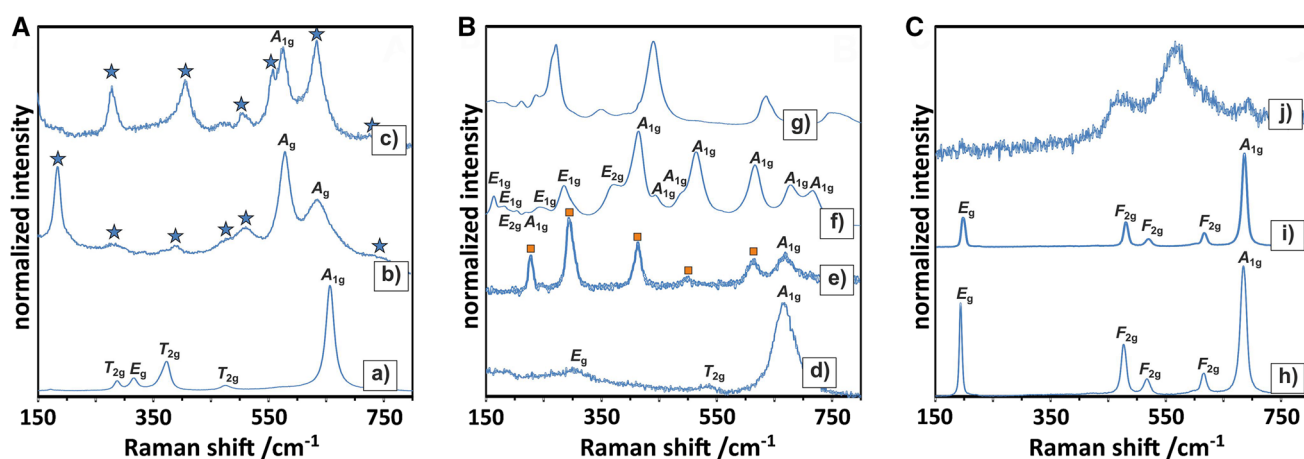 A
normalized intensity
A1g
c)
Ag
Ag
b)
A1g
T2g
Eg
T2g
T2g
a)
150
350
550
750
Raman shift /cm-1
B
normalized intensity
g)
A1g
E1g
E1g
E1g
E1g
E2g
A1g
A1g
A1g
A1g
A1g
A1g
E2g
A1g
f)
A1g
e)
A1g
Eg
T2g
d)
150
350
550
750
Raman shift /cm-1
C
normalized intensity
j)
A1g
Eg
F2g
F2g
F2g
i)
A1g
Eg
F2g
F2g
F2g
h)
150
350
550
750
Raman shift /cm-1